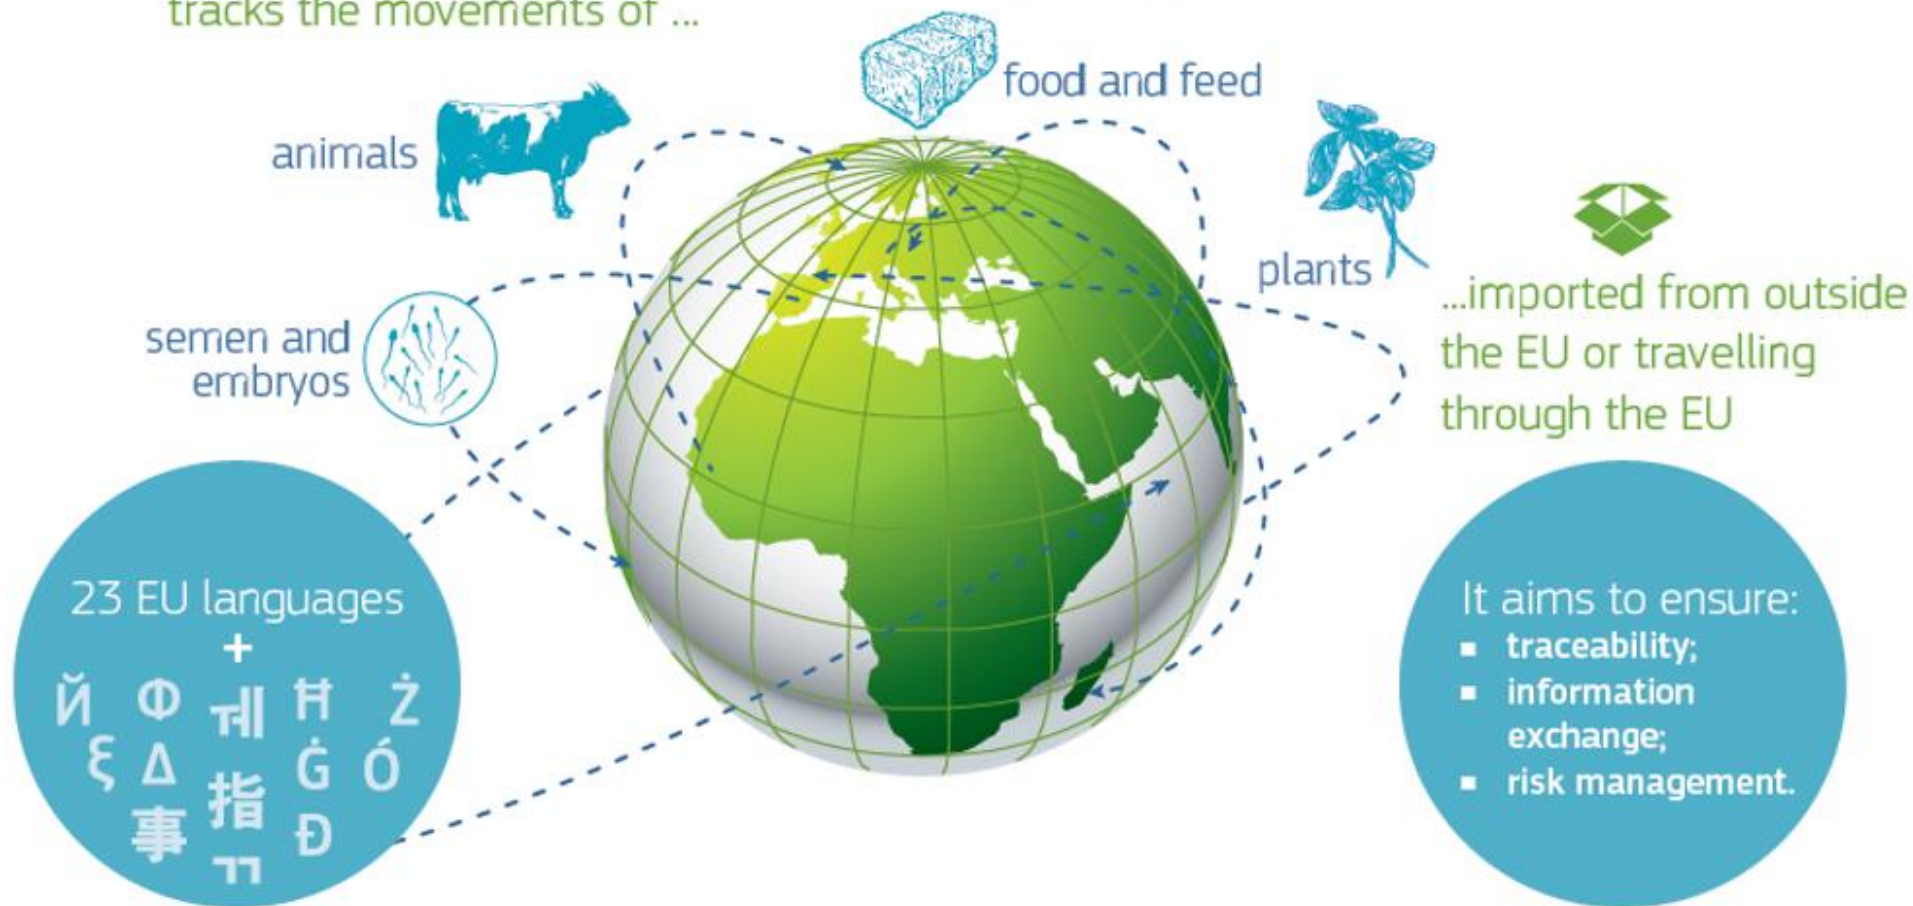 tracks the movements of ...
food and feed
animals
plants
...imported from outside
the EU or travelling
through the EU
semen and
embryos
23 EU languages
+
Й Ф ㅞ Ħ Ż
ξ Δ 指 Ġ Ó
事 ㄲ Đ
It aims to ensure:
▪ traceability;
▪ information
exchange;
▪ risk management.